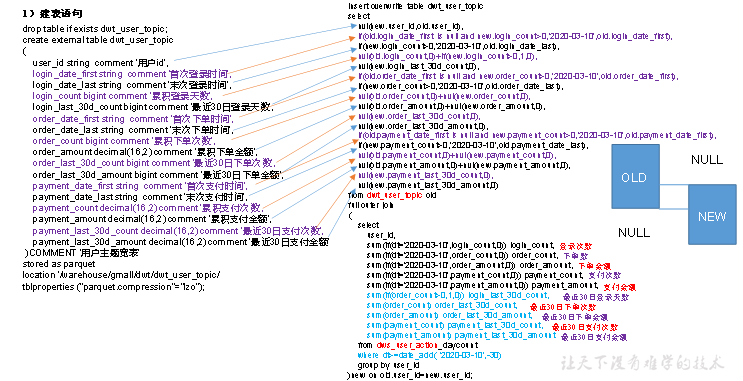 1）建表语句
drop table if exists dwt_user_topic;
create external table dwt_user_topic
(
user_id string comment '用户id',
login_date_first string comment '首次登录时间',
login_date_last string comment '末次登录时间',
login_count bigint comment '累积登录天数',
login_last_30d_count bigint comment '最近30日登录天数',
order_date_first string comment '首次下单时间',
order_date_last string comment '末次下单时间',
order_count bigint comment '累积下单次数',
order_amount decimal(16,2) comment '累积下单金额',
order_last_30d_count bigint comment '最近30日下单次数',
order_last_30d_amount bigint comment '最近30日下单金额',
payment_date_first string comment '首次支付时间',
payment_date_last string comment '末次支付时间',
payment_count decimal(16,2) comment '累积支付次数',
payment_amount decimal(16,2) comment '累积支付金额',
payment_last_30d_count decimal(16,2) comment '最近30日支付次数',
payment_last_30d_amount decimal(16,2) comment '最近30日支付金额'
)COMMENT '用户主题宽表'
stored as parquet
location '/warehouse/gmall/dwt/dwt_user_topic/'
tblproperties ("parquet.compression"="lzo");
insert overwrite table dwt_user_topic
select
nvl(new.user_id,old.user_id),
if(old.login_date_first is null and new.login_count>0,'2020-03-10',old.login_date_first),
if(new.login_count>0,'2020-03-10',old.login_date_last),
nvl(old.login_count,0)+if(new.login_count>0,1,0),
nvl(new.login_last_30d_count,0),
if(old.order_date_first is null and new.order_count>0,'2020-03-10',old.order_date_first),
if(new.order_count>0,'2020-03-10',old.order_date_last),
nvl(old.order_count,0)+nvl(new.order_count,0),
nvl(old.order_amount,0)+nvl(new.order_amount,0),
nvl(new.order_last_30d_count,0),
nvl(new.order_last_30d_amount,0),
if(old.payment_date_first is null and new.payment_count>0,'2020-03-10',old.payment_date_first),
if(new.payment_count>0,'2020-03-10',old.payment_date_last),
nvl(old.payment_count,0)+nvl(new.payment_count,0),
nvl(old.payment_amount,0)+nvl(new.payment_amount,0),
nvl(new.payment_last_30d_count,0),
nvl(new.payment_last_30d_amount,0)
from dwt_user_topic old
full outer join
(
select
user_id,
sum(if(dt='2020-03-10',login_count,0)) login_count, 登录次数
sum(if(dt='2020-03-10',order_count,0)) order_count, 下单数
sum(if(dt='2020-03-10',order_amount,0)) order_amount, 下单金额
sum(if(dt='2020-03-10',payment_count,0)) payment_count, 支付次数
sum(if(dt='2020-03-10',payment_amount,0)) payment_amount, 支付金额
sum(if(order_count>0,1,0)) login_last_30d_count, 最近30日登录天数
sum(order_count) order_last_30d_count, 最近30日下单次数
sum(order_amount) order_last_30d_amount, 最近30日下单金额
sum(payment_count) payment_last_30d_count, 最近30日支付次数
sum(payment_amount) payment_last_30d_amount 最近30日支付金额
from dws_user_action_daycount
where dt>=date_add( '2020-03-10',-30)
group by user_id
)new on old.user_id=new.user_id;
OLD
NULL
NEW
NULL
让天下没有难学的技术